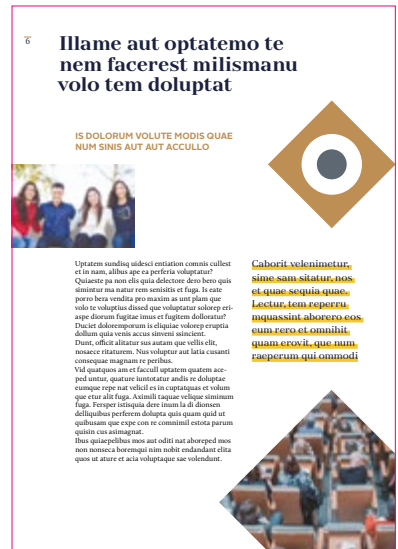 6
Illame aut optatemo te
nem facerest milismanu
volo tem doluptat
IS DOLORUM VOLUTE MODIS QUAE
NUM SINIS AUT AUT ACCULLO
Uptatem sundisq uidesci entiation comnis cullest
et in nam, alibus ape ea perferia voluptatur?
Quiaeste pa non elis quia delectore dero bero quis
simintur ma natur rem senisitis et fuga. Is eate
porro bera vendita pro maxim as unt plam que
volo te voluptius dissed que voluptatur solorep eri-
aspe diorum fugitae imus et fugitem dolloratur?
Duciet doloremporum is eliquiae volorep eruptia
dollum quia venis accus sinveni ssincient.
Dunt, officit alitatur sus autam que vellis elit,
nosaece ritaturem. Nus voluptur aut latia cusanti
consequae magnam re peribus.
Vid quatquos am et faccull uptatem quatem ace-
ped untur, quature iuntotatur andis re doluptae
eumque repe nat velicil es in cuptatquas et volum
que etur alit fuga. Aximili taquae velique siminum
fuga. Fersper istisquia dere inum la di dionsen
delliquibus perferem dolupta quis quam quid ut
quibusam que expe con re comnimil estota parum
quisin cus asimagnat.
Ibus quiaepelibus mos aut oditi nat aboreped mos
non nonseca boremqui nim nobit endandant elita
quos ut ature et acia voluptaque sae volendunt.
Caborit velenimetur,
sime sam sitatur, nos
et quae sequia quae.
Lectur, tem reperru
mquassint aborero eos
eum rero et omnihit
quam erovit, que num
raeperum qui ommodi